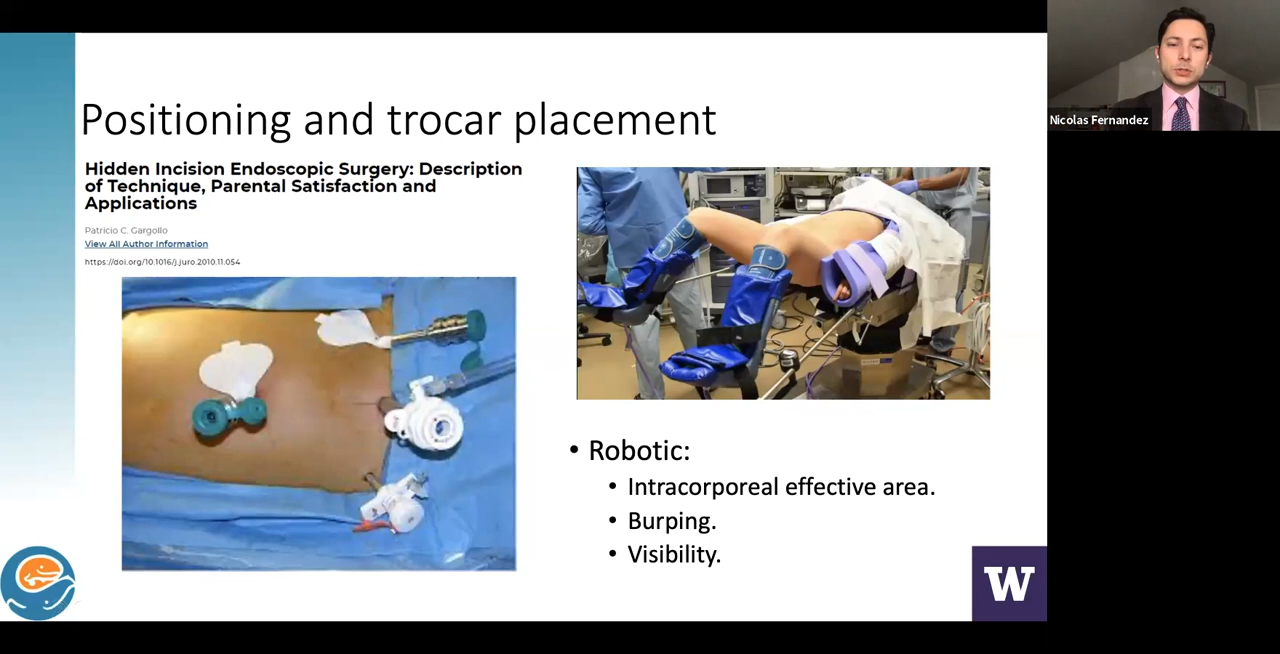 Positioning and trocar placement
Hidden Incision Endoscopic Surgery: Description
of Technique, Parental Satisfaction and
Applications
Patricio C. Gargollo
View All Author Information
https://doi.org/10.1016/j.juro.2010.11.054
• Robotic:
• Intracorporeal effective area.
• Burping.
• Visibility.
W
Nicolas Fernandez